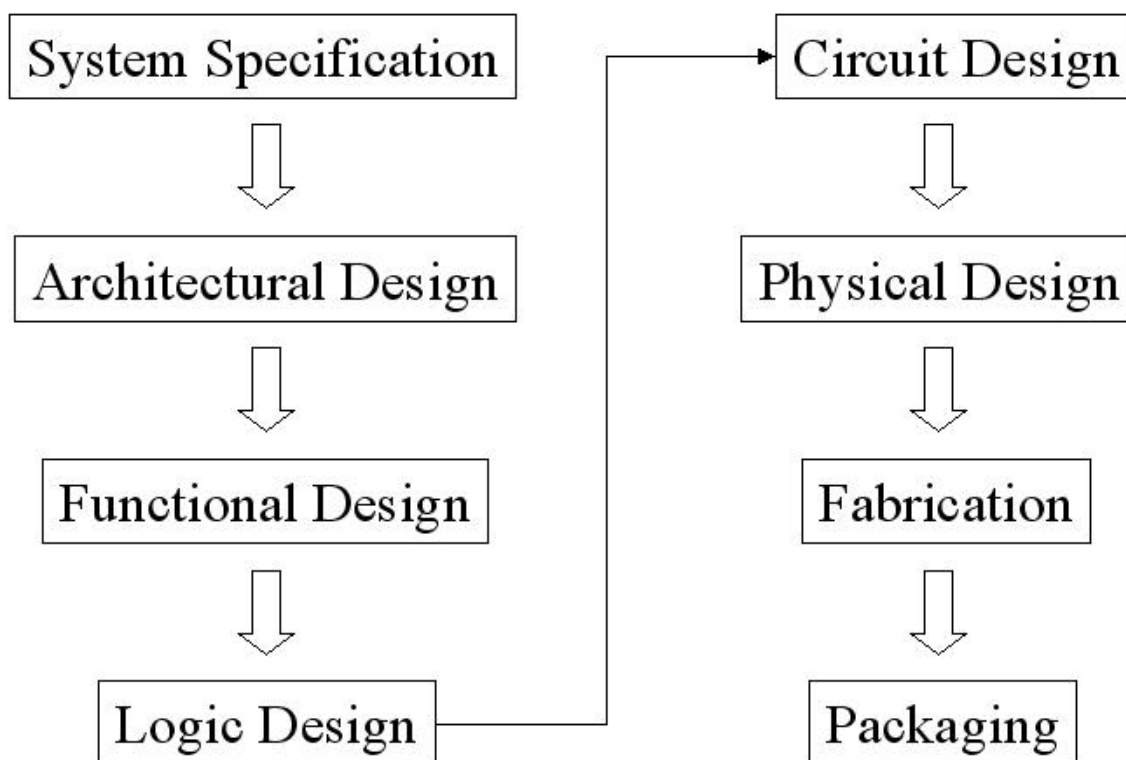 System Specification
Architectural Design
Functional Design
Logic Design
Circuit Design
Physical Design
Fabrication
Packaging